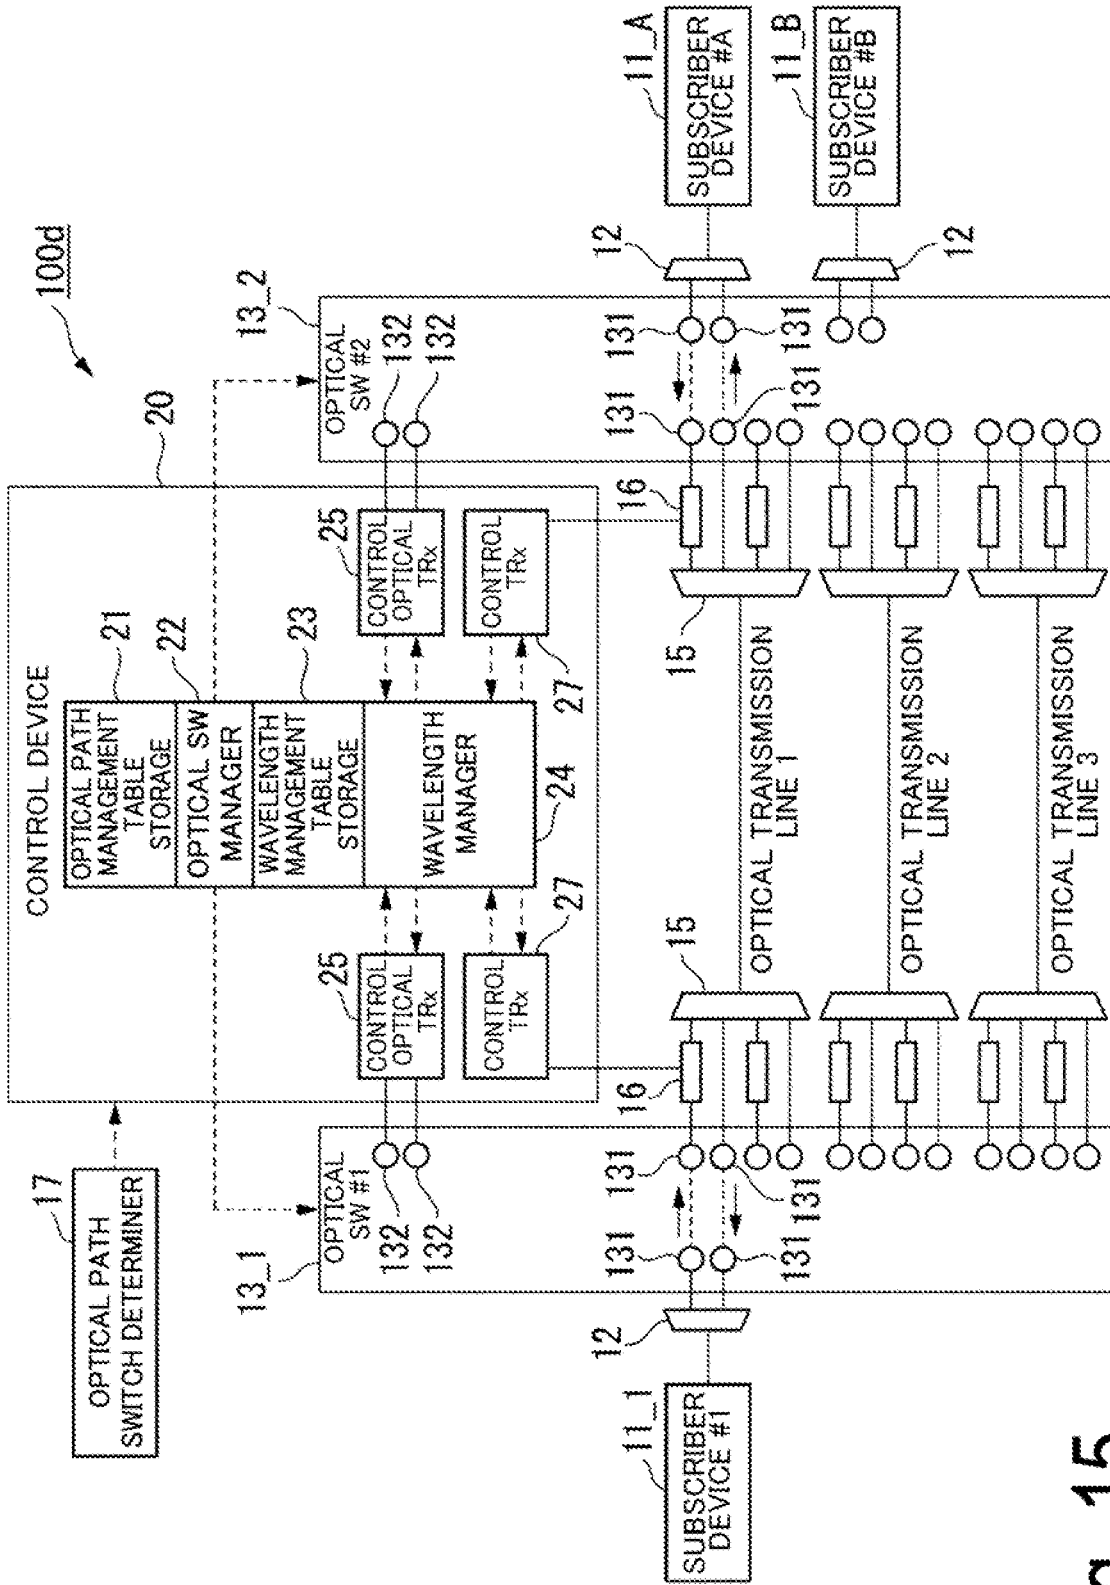 100d
17
OPTICAL PATH
SWITCH DETERMINER
20
CONTROL DEVICE
OPTICAL PATH
MANAGEMENT
TABLE
STORAGE
21
OPTICAL SW
MANAGER
22
WAVELENGTH
MANAGEMENT
TABLE
STORAGE
23
WAVELENGTH
MANAGER
24
25
CONTROL
OPTICAL
TRx
25
CONTROL
OPTICAL
TRx
CONTROL
TRx
27
CONTROL
TRx
27
13_1
OPTICAL
SW #1
132
132
13_2
OPTICAL
SW #2
132
132
11_1
SUBSCRIBER
DEVICE #1
12
131
131
131
131
16
15
OPTICAL TRANSMISSION
LINE 1
15
16
131
131
131
131
12
11_A
SUBSCRIBER
DEVICE #A
OPTICAL TRANSMISSION
LINE 2
12
11_B
SUBSCRIBER
DEVICE #B
OPTICAL TRANSMISSION
LINE 3
15